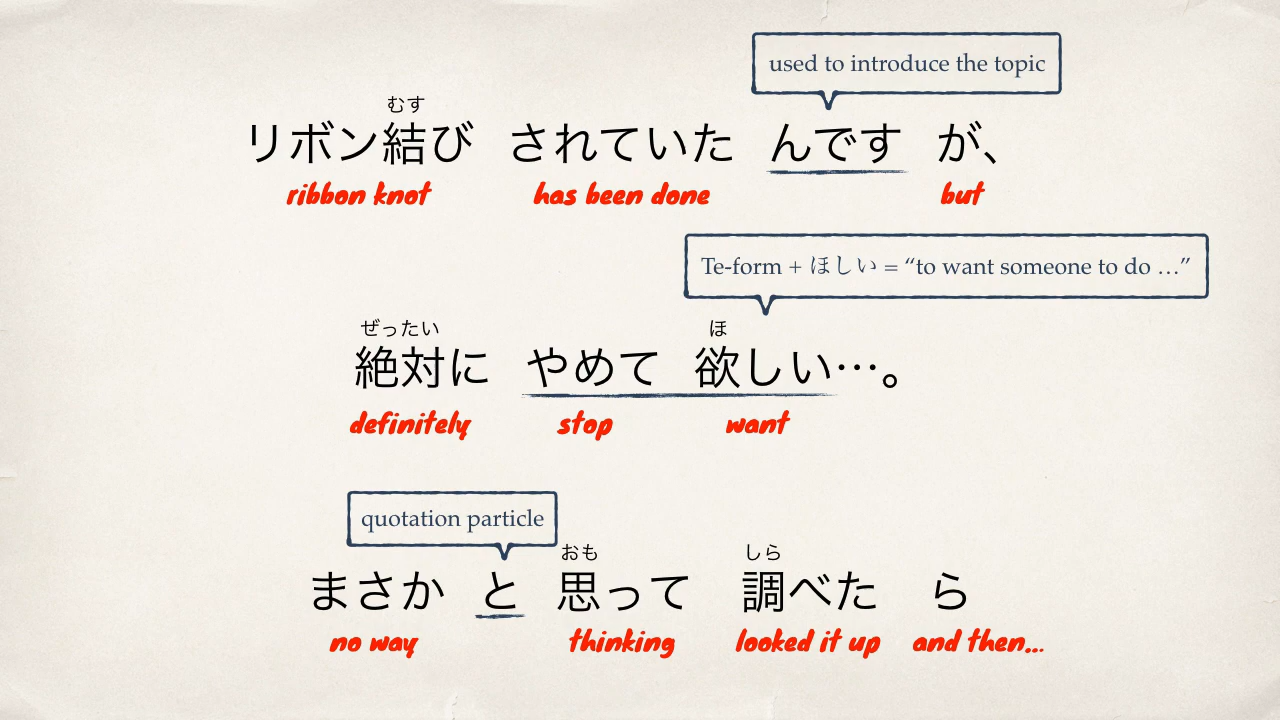 used to introduce the topic
むす
リボン結び されていた んです が、
ribbon knot has been done but
Te-form + ほしい = “to want someone to do …”
ぜったい ほ
絶対に やめて 欲しい…。
definitely stop want
quotation particle
おも しら
まさか と 思って 調べた ら
no way thinking looked it up and then...